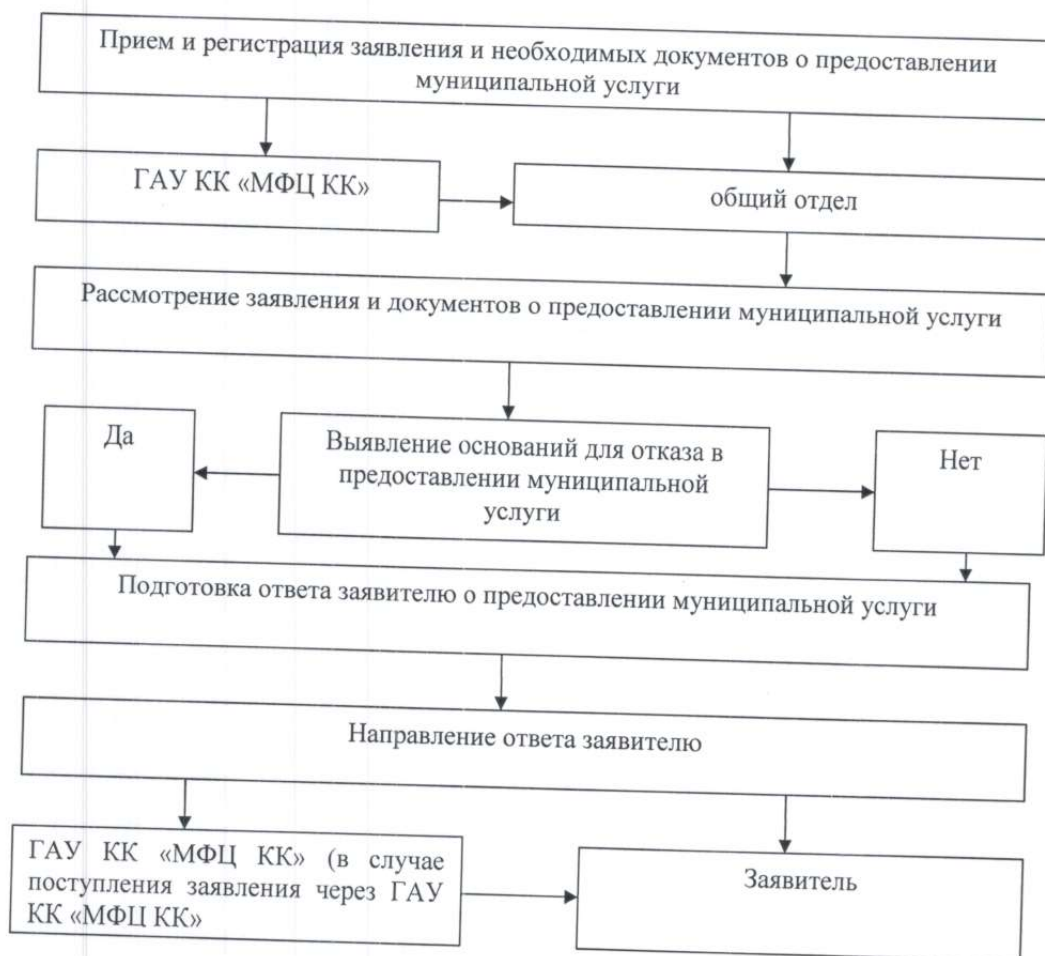 Прием и регистрация заявления и необходимых документов о предоставлении
муниципальной услуги
ГАУ КК «МФЦ КК»
общий отдел
Рассмотрение заявления и документов о предоставлении муниципальной услуги
Да
Выявление оснований для отказа в
предоставлении муниципальной
услуги
Нет
Подготовка ответа заявителю о предоставлении муниципальной услуги
Направление ответа заявителю
ГАУ КК «МФЦ КК» (в случае
поступления заявления через ГАУ
КК «МФЦ КК»
Заявитель